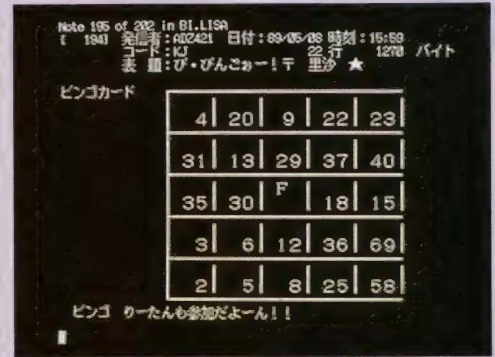 Note 195 of 202 in BI.LISA
[ 194] 発信者:ADZ421 日付:89/05/08 時刻:15:59
コード:KJ 22 行 1270 バイト
表 題:び・びんごぉー!〒 里沙 ★
ビンゴカード
4 20 9 22 23
31 13 29 37 40
35 30 F 18 15
3 6 12 36 69
2 5 8 25 58
ビンゴ りーたんも参加だよーん!!